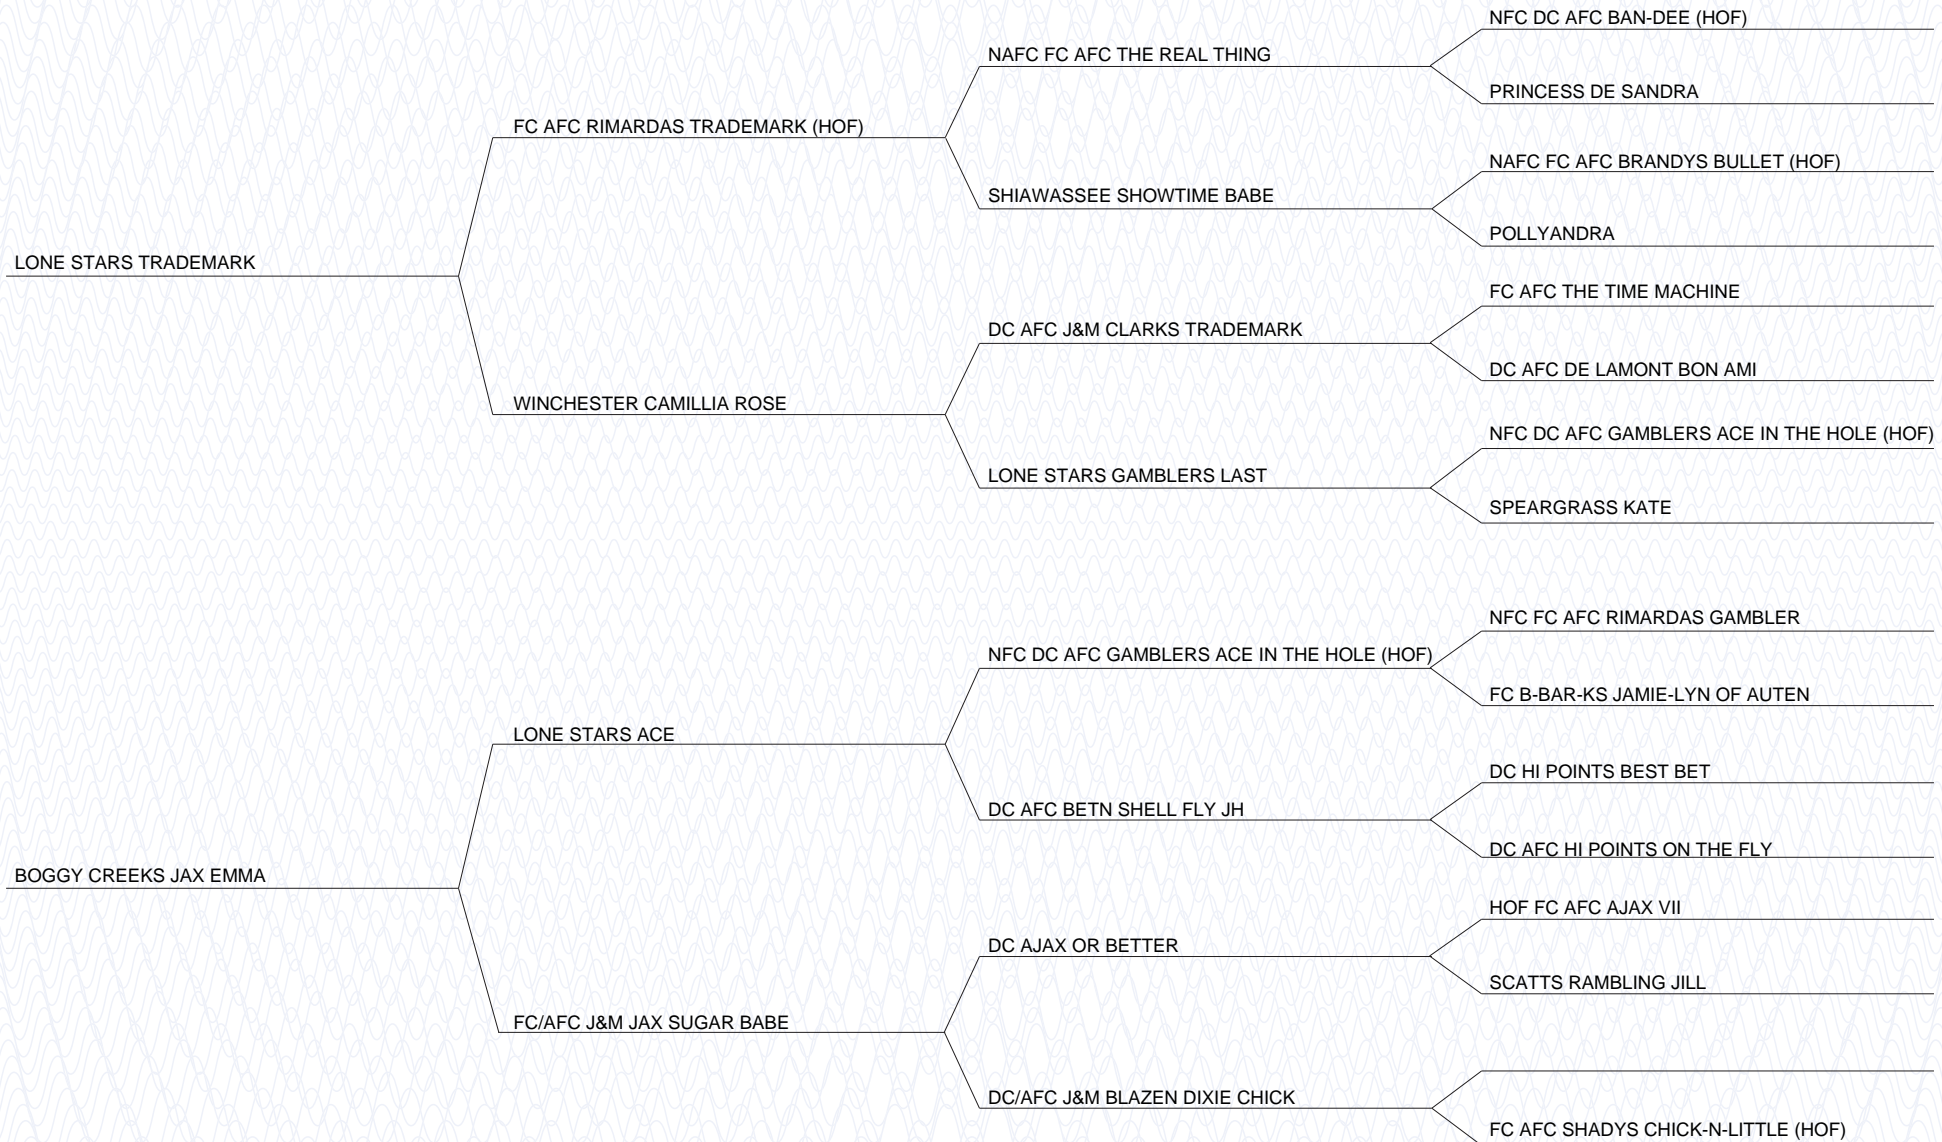 NFC DC AFC BAN-DEE (HOF)
NAFC FC AFC THE REAL THING
PRINCESS DE SANDRA
FC AFC RIMARDAS TRADEMARK (HOF)
NAFC FC AFC BRANDYS BULLET (HOF)
SHIAWASSEE SHOWTIME BABE
POLLYANDRA
LONE STARS TRADEMARK
FC AFC THE TIME MACHINE
DC AFC J&M CLARKS TRADEMARK
DC AFC DE LAMONT BON AMI
WINCHESTER CAMILLIA ROSE
NFC DC AFC GAMBLERS ACE IN THE HOLE (HOF)
LONE STARS GAMBLERS LAST
SPEARGRASS KATE
NFC FC AFC RIMARDAS GAMBLER
NFC DC AFC GAMBLERS ACE IN THE HOLE (HOF)
FC B-BAR-KS JAMIE-LYN OF AUTEN
LONE STARS ACE
DC HI POINTS BEST BET
DC AFC BETN SHELL FLY JH
DC AFC HI POINTS ON THE FLY
BOGGY CREEKS JAX EMMA
HOF FC AFC AJAX VII
DC AJAX OR BETTER
SCATTS RAMBLING JILL
FC/AFC J&M JAX SUGAR BABE
DC/AFC J&M BLAZEN DIXIE CHICK
FC AFC SHADYS CHICK-N-LITTLE (HOF)